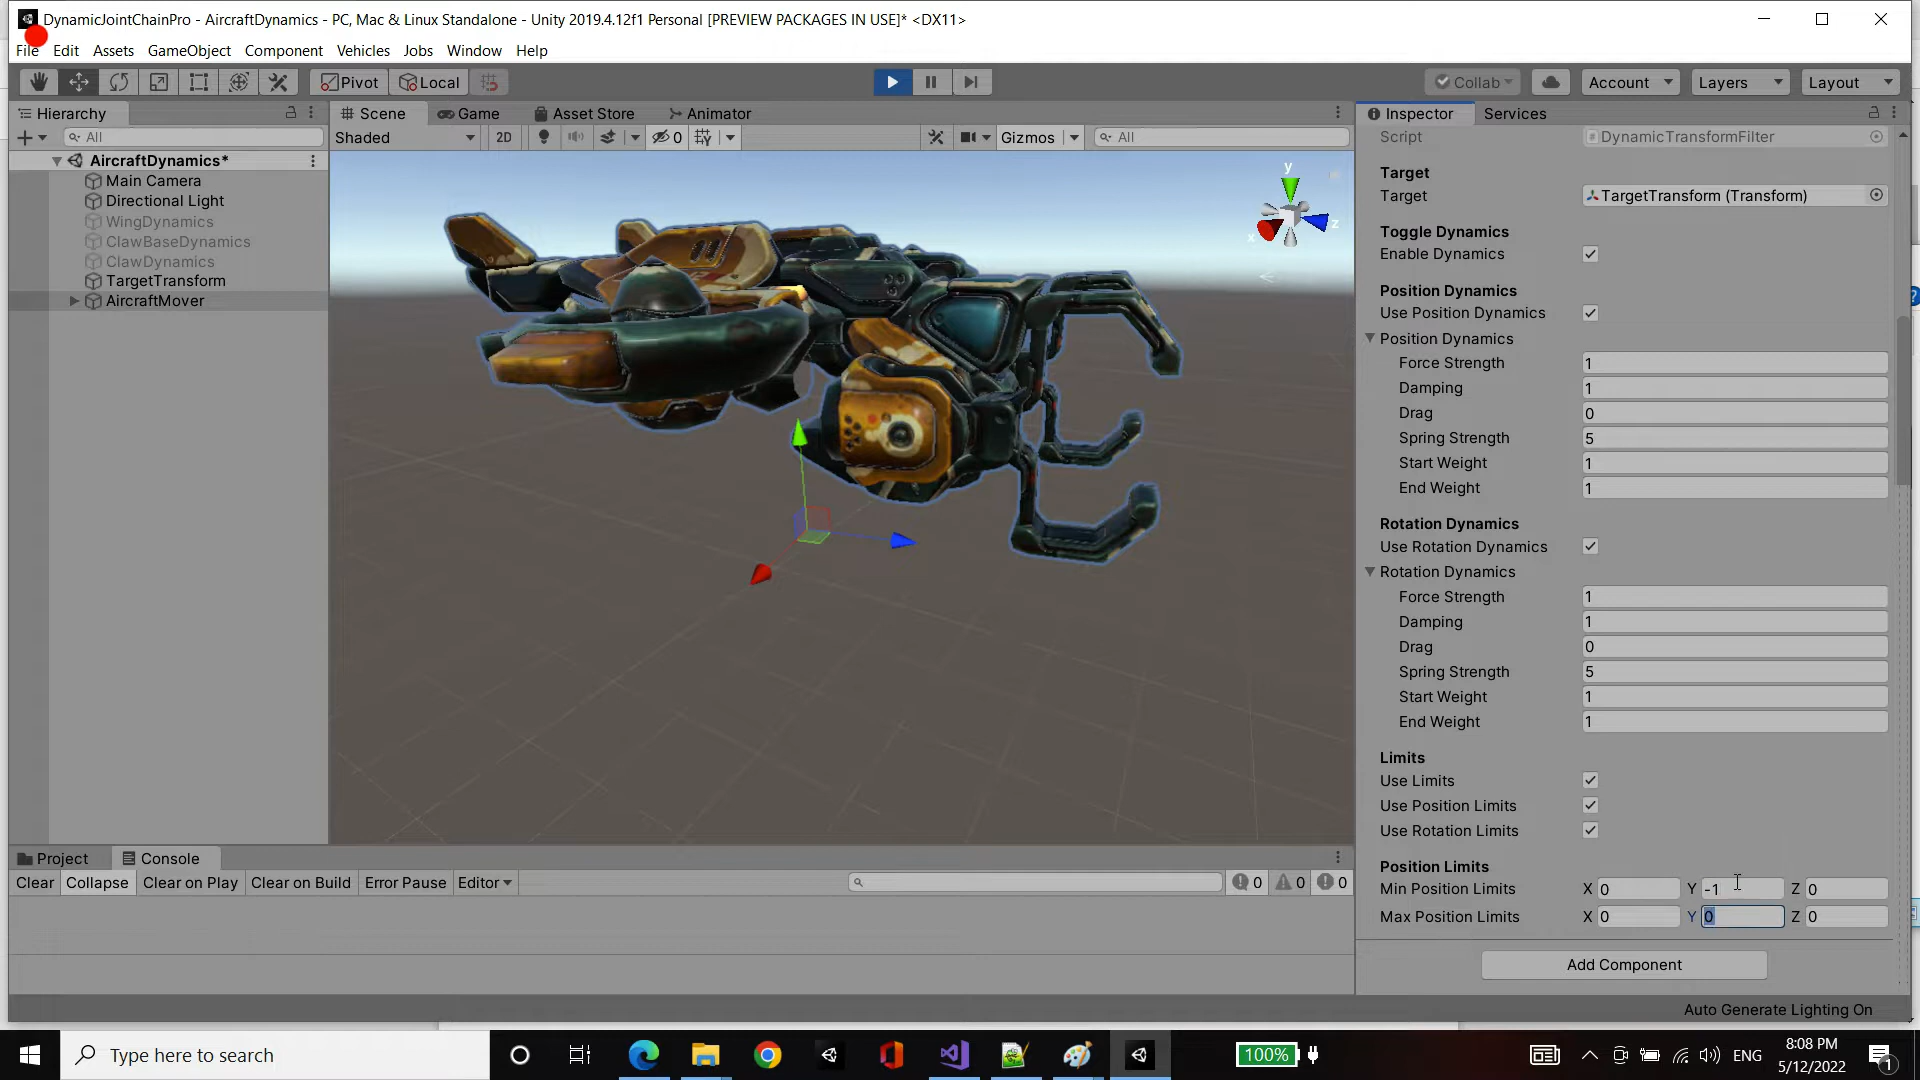 DynamicJointChainPro - AircraftDynamics - PC, Mac & Linux Standalone - Unity 2019.4.12f1 Personal [PREVIEW PACKAGES IN USE]* <DX11>
File Edit Assets GameObject Component Vehicles Jobs Window Help
Pivot Local Collab Account Layers Layout
Hierarchy Scene Game Asset Store Animator Inspector Services
All Shaded 2D 0 Gizmos All
Script DynamicTransformFilter
AircraftDynamics*
Main Camera
Directional Light
WingDynamics
ClawBaseDynamics
ClawDynamics
TargetTransform
AircraftMover
y
x
z
Target
Target TargetTransform (Transform)
Toggle Dynamics
Enable Dynamics
Position Dynamics
Use Position Dynamics
Position Dynamics
Force Strength 1
Damping 1
Drag 0
Spring Strength 5
Start Weight 1
End Weight 1
Rotation Dynamics
Use Rotation Dynamics
Rotation Dynamics
Force Strength 1
Damping 1
Drag 0
Spring Strength 5
Start Weight 1
End Weight 1
Limits
Use Limits
Use Position Limits
Use Rotation Limits
Position Limits
Min Position Limits X 0 Y -1 Z 0
Max Position Limits X 0 Y 0 Z 0
Add Component
Project Console
Clear Collapse Clear on Play Clear on Build Error Pause Editor 0 0 0
Auto Generate Lighting On
Type here to search
100%
ENG
8:08 PM
5/12/2022
1